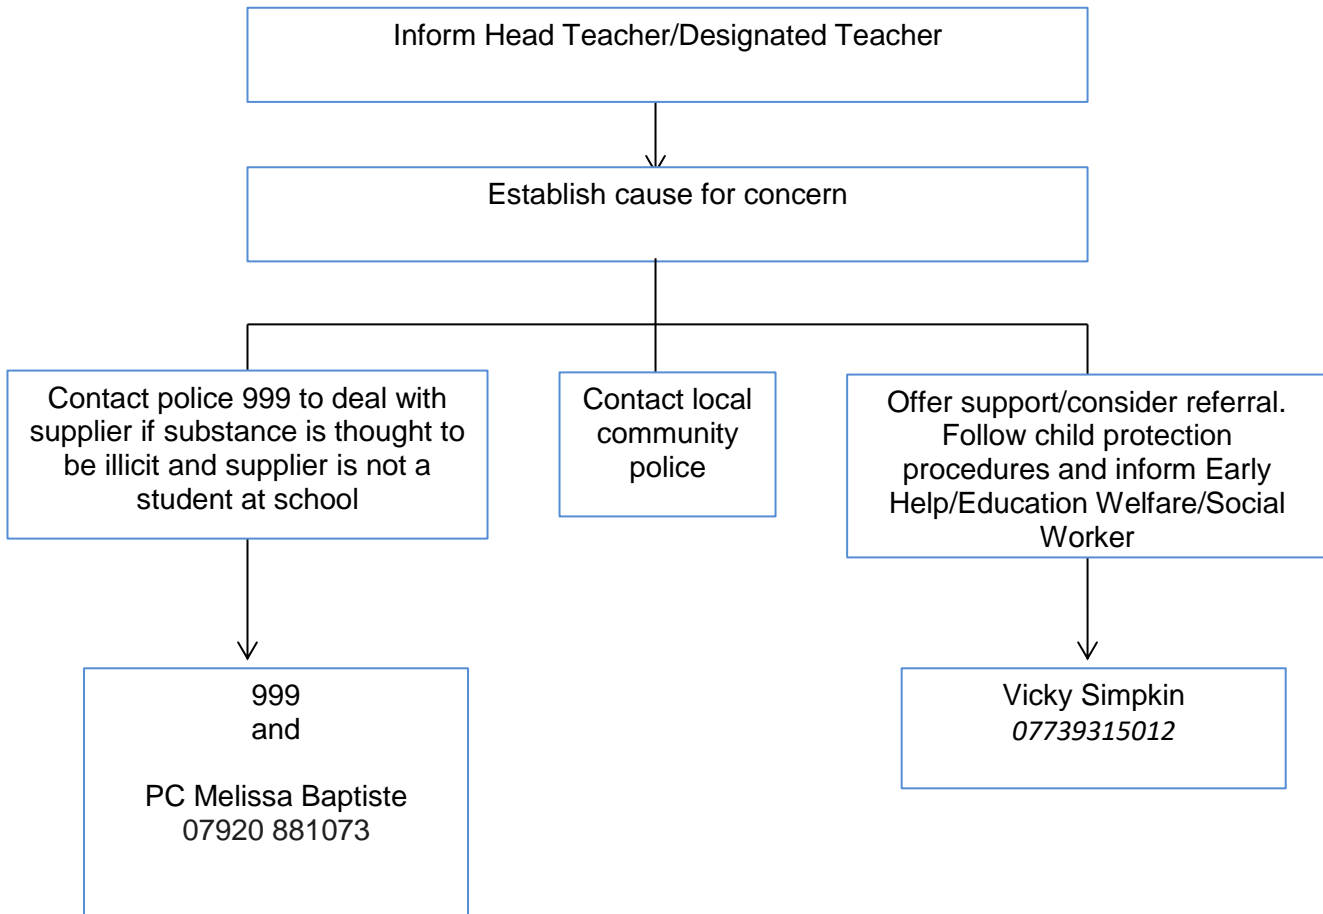 Inform Head Teacher/Designated Teacher
Establish cause for concern
Contact police 999 to deal with
supplier if substance is thought to
be illicit and supplier is not a
student at school
Contact local
community
police
Offer support/consider referral.
Follow child protection
procedures and inform Early
Help/Education Welfare/Social
Worker
999
and
PC Melissa Baptiste
07920 881073
Vicky Simpkin
07739315012